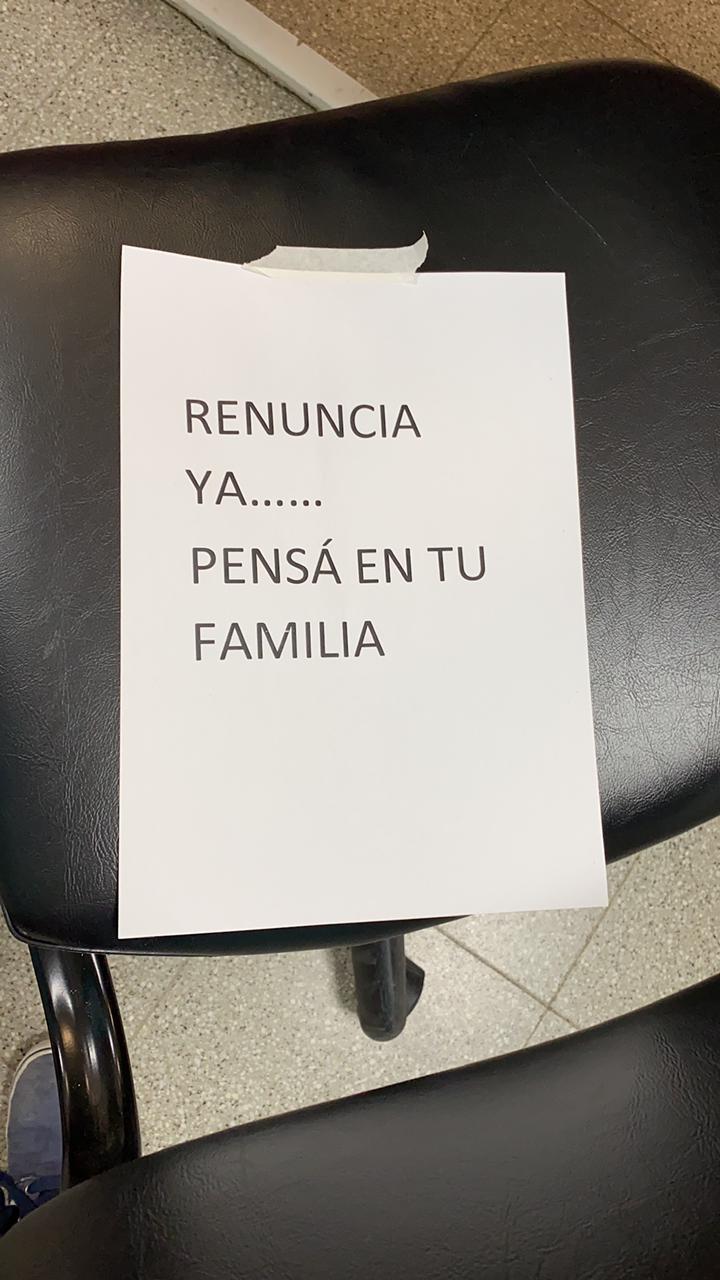 RENUNCIA
YA......
PENSÁ EN TU
FAMILIA